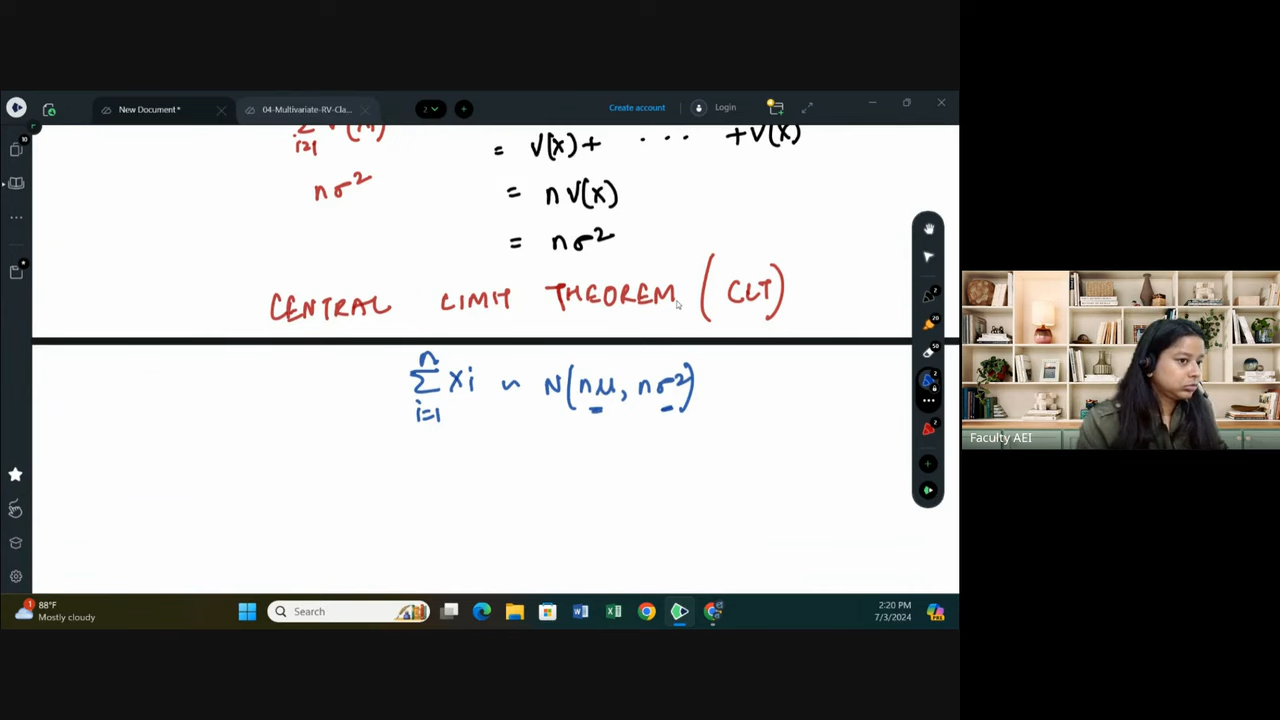 New Document*
04-Multivariate-RV-Cla...
2
Create account
Login
= V(X) + . . . + V(X)
nσ²
= n V(X)
= nσ²
CENTRAL LIMIT THEOREM (CLT)
n
Σ Xi ~ N(nμ, nσ²)
i=1
Faculty AEI
88°F
Mostly cloudy
Search
2:20 PM
7/3/2024